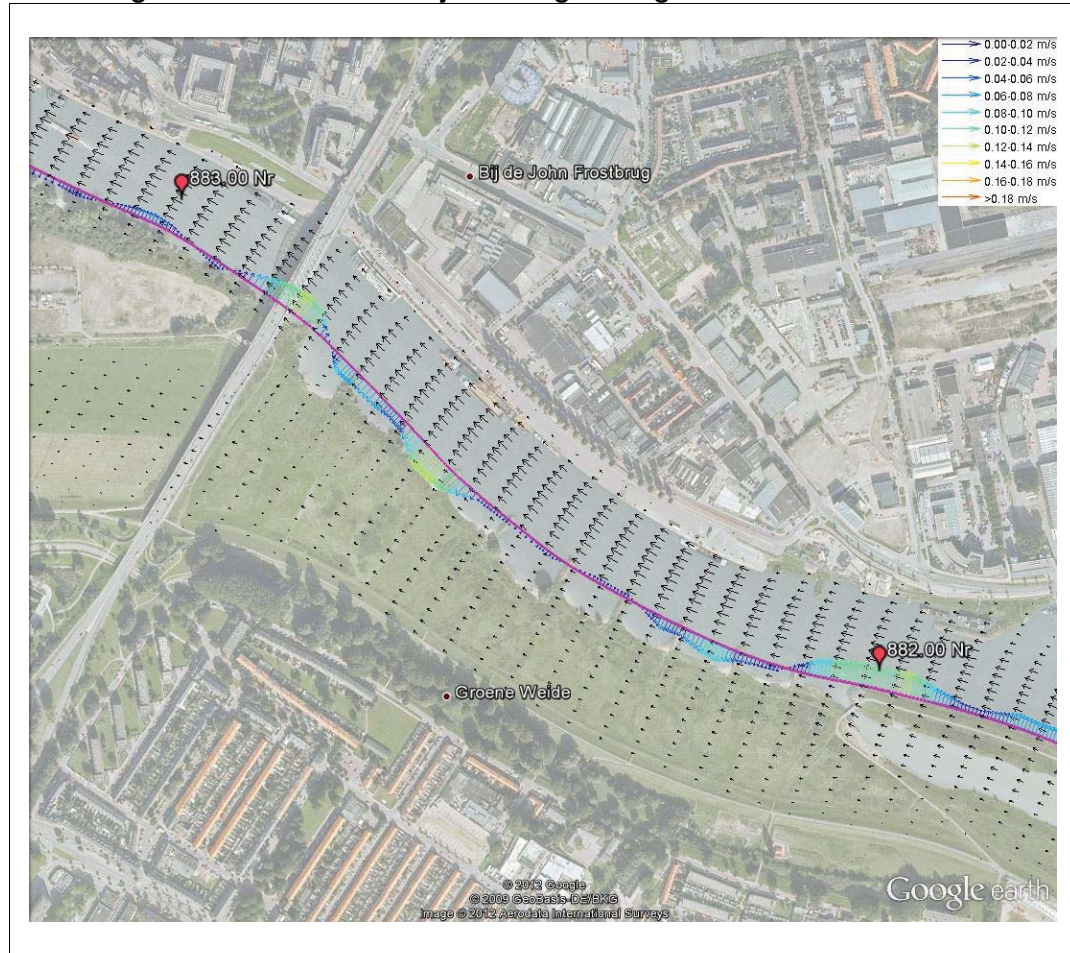 0.00-0.02 m/s
0.02-0.04 m/s
0.04-0.06 m/s
0.06-0.08 m/s
0.08-0.10 m/s
0.10-0.12 m/s
0.12-0.14 m/s
0.14-0.16 m/s
0.16-0.18 m/s
>0.18 m/s
Bij de John Frostbrug
883.00 Nr
882.00 Nr
Groene Weide
© 2012 Google
© 2009 GeoBasis-DE/BKG
Image © 2012 Aerodata International Surveys
Google earth